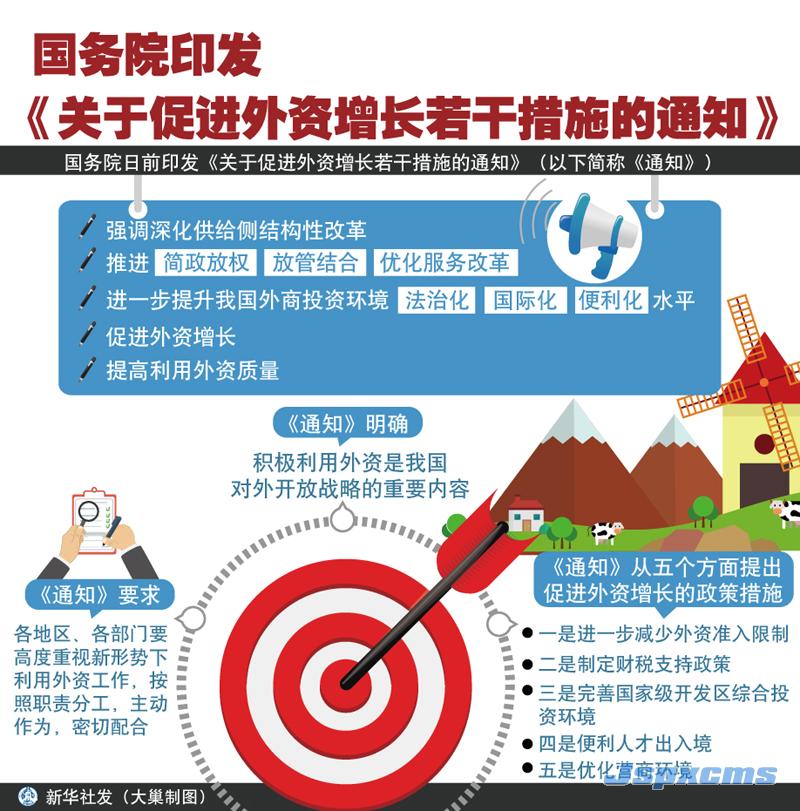 国务院印发
《关于促进外资增长若干措施的通知》
国务院日前印发《关于促进外资增长若干措施的通知》（以下简称《通知》）
强调深化供给侧结构性改革
推进 简政放权 放管结合 优化服务改革
进一步提升我国外商投资环境 法治化 国际化 便利化 水平
促进外资增长
提高利用外资质量
《通知》明确
积极利用外资是我国
对外开放战略的重要内容
《通知》要求
各地区、各部门要
高度重视新形势下
利用外资工作，按
照职责分工，主动
作为，密切配合
《通知》从五个方面提出
促进外资增长的政策措施
一是进一步减少外资准入限制
二是制定财税支持政策
三是完善国家级开发区综合投
资环境
四是便利人才出入境
五是优化营商环境
Jspxcms
新华社发（大巢制图）